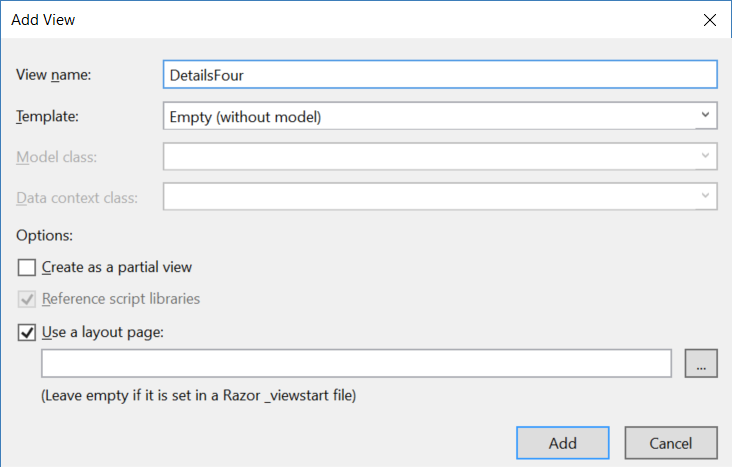 Add View
View name: DetailsFour
Template: Empty (without model)
Model class:
Data context class:
Options:
Create as a partial view
Reference script libraries
Use a layout page:
...
(Leave empty if it is set in a Razor _viewstart file)
Add Cancel